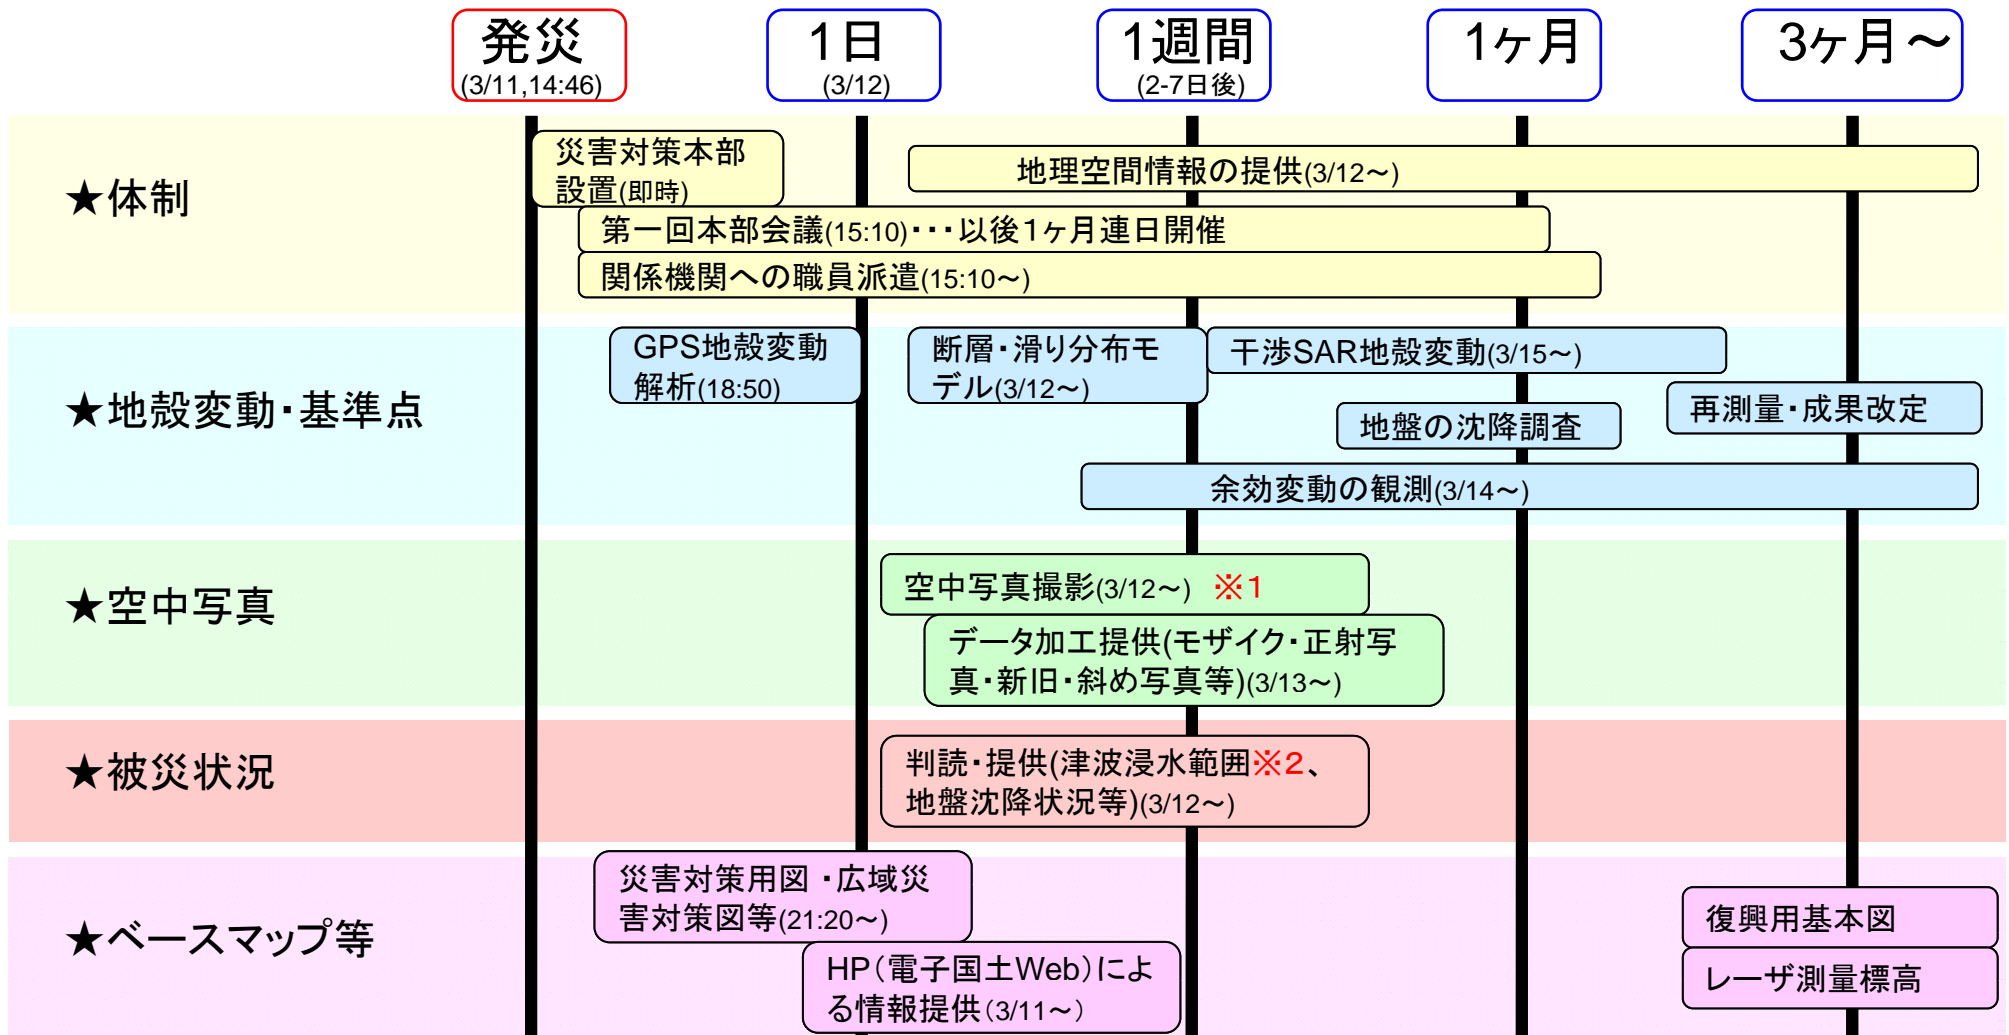 発災
(3/11,14:46)
1日
(3/12)
1週間
(2-7日後)
1ヶ月
3ヶ月～
★体制
災害対策本部
設置(即時)
地理空間情報の提供(3/12～)
第一回本部会議(15:10)・・・以後１ヶ月連日開催
関係機関への職員派遣(15:10～)
★地殻変動・基準点
GPS地殻変動
解析(18:50)
断層・滑り分布モ
デル(3/12～)
干渉SAR地殻変動(3/15～)
地盤の沈降調査
再測量・成果改定
余効変動の観測(3/14～)
★空中写真
空中写真撮影(3/12～) ※１
データ加工提供(モザイク・正射写
真・新旧・斜め写真等)(3/13～)
★被災状況
判読・提供(津波浸水範囲※２、
地盤沈降状況等)(3/12～)
★ベースマップ等
災害対策用図 ・広域災
害対策図等(21:20～)
HP（電子国土Web）によ
る情報提供（3/11～）
復興用基本図
レーザ測量標高